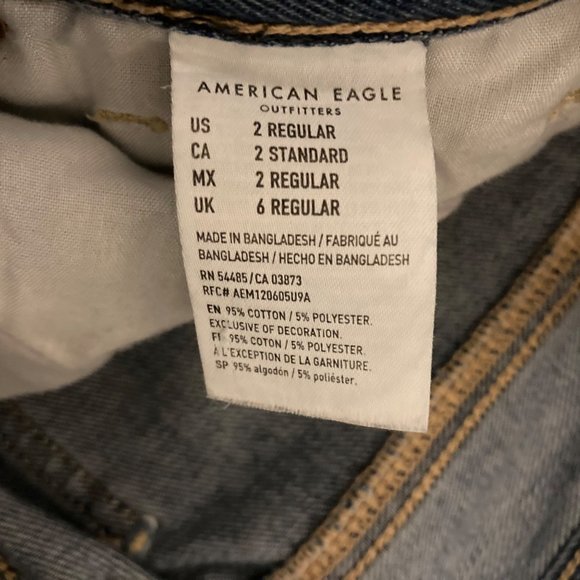 AMERICAN EAGLE
OUTFITTERS
US 2 REGULAR
CA 2 STANDARD
MX 2 REGULAR
UK 6 REGULAR
MADE IN BANGLADESH / FABRIQUÉ AU
BANGLADESH / HECHO EN BANGLADESH
RN 54485/CA 03873
RFC# AEM120605U9A
EN 95% COTTON / 5% POLYESTER.
EXCLUSIVE OF DECORATION.
FR 95% COTON / 5% POLYESTER.
À L'EXCEPTION DE LA GARNITURE.
SP 95% algodón / 5% poliéster.